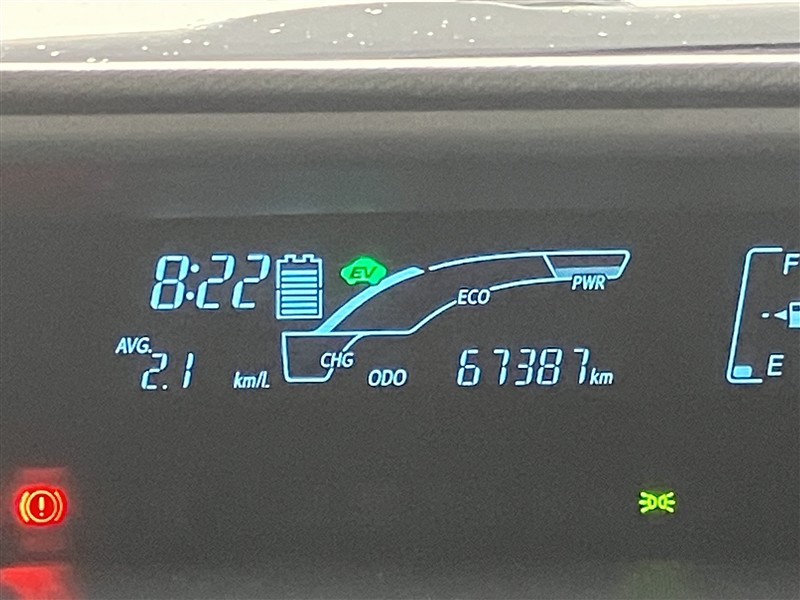 8:22
EV
F
PWR
ECO
AVG.
2.1 km/L
CHG
ODO 67387 km
E